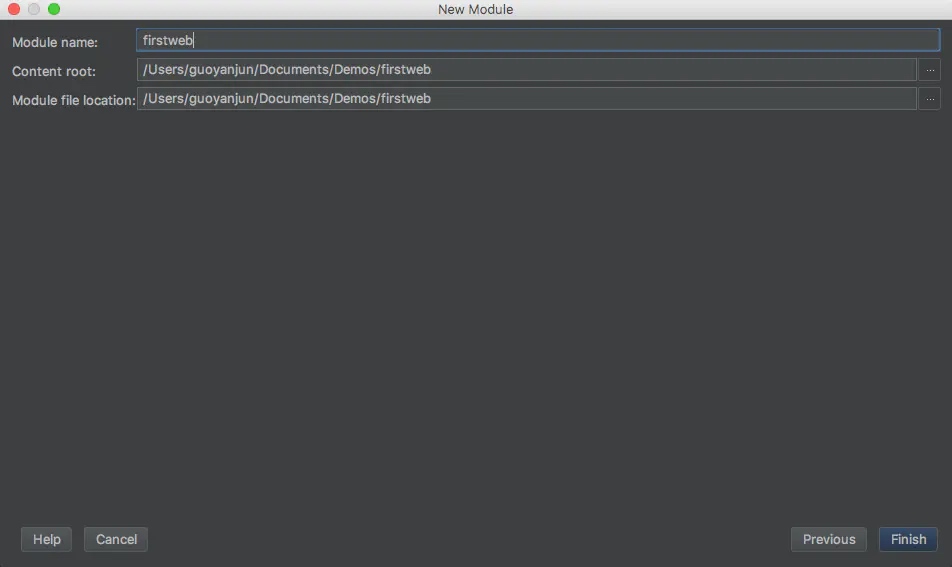 New Module
Module name: firstweb
Content root: /Users/guoyanjun/Documents/Demos/firstweb ...
Module file location: /Users/guoyanjun/Documents/Demos/firstweb ...
Help Cancel Previous Finish